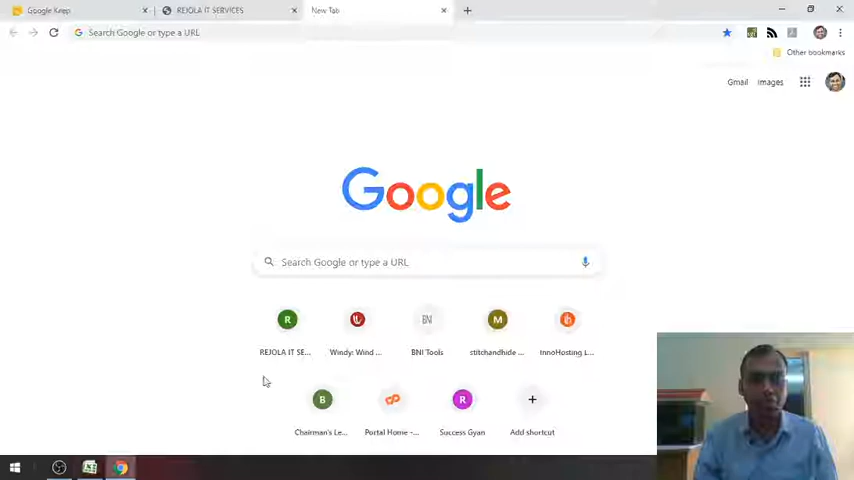 Google Keep
REJOLA IT SERVICES
New Tab
Search Google or type a URL
Other bookmarks
Gmail
Images
Google
Search Google or type a URL
R
BNI
M
REJOLA IT SE...
Windy: Wind ...
BNI Tools
stitchandhide ...
InnoHosting L...
B
R
Chairman's Le...
Portal Home -...
Success Gyan
Add shortcut